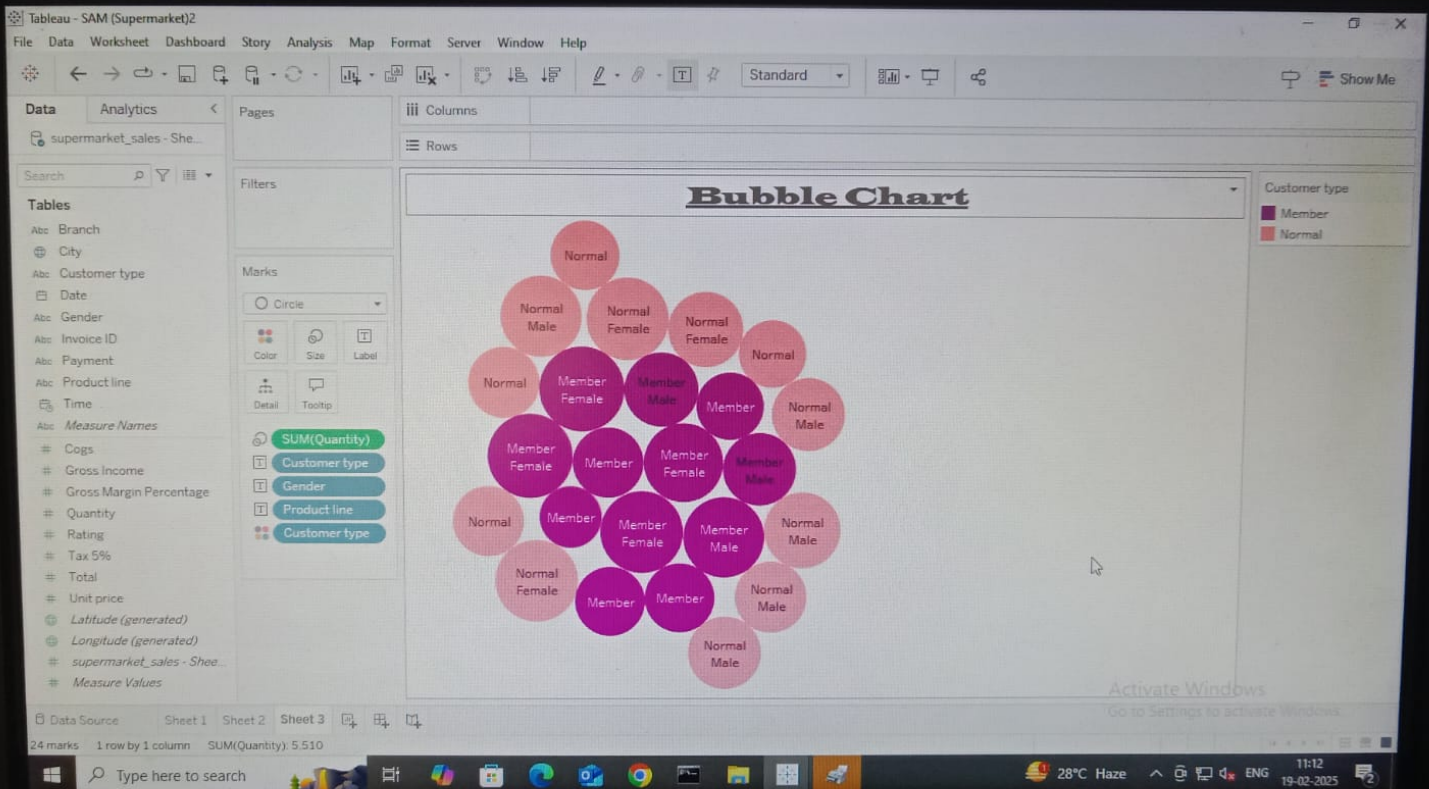 Tableau - SAM (Supermarket)2
File Data Worksheet Dashboard Story Analysis Map Format Server Window Help
Standard
Show Me
Data Analytics
Pages
Columns
supermarket_sales - She...
Rows
Search
Filters
Bubble Chart
Customer type
Member
Normal
Tables
Abc Branch
City
Abc Customer type
Date
Abc Gender
Abc Invoice ID
Abc Payment
Abc Product line
Time
Abc Measure Names
# Cogs
# Gross Income
# Gross Margin Percentage
# Quantity
# Rating
# Tax 5%
# Total
# Unit price
Latitude (generated)
Longitude (generated)
# supermarket_sales - Shee...
# Measure Values
Marks
Circle
Color Size Label
Detail Tooltip
SUM(Quantity)
Customer type
Gender
Product line
Customer type
Normal
Normal
Male
Normal
Female
Normal
Female
Normal
Normal
Member
Female
Member
Male
Member
Normal
Male
Member
Female
Member
Member
Female
Member
Male
Normal
Member
Member
Female
Member
Male
Normal
Male
Normal
Female
Member
Member
Normal
Male
Normal
Male
Activate Windows
Go to Settings to activate Windows.
Data Source Sheet 1 Sheet 2 Sheet 3
24 marks 1 row by 1 column SUM(Quantity): 5.510
Type here to search
28°C Haze
ENG
11:12
19-02-2025
2